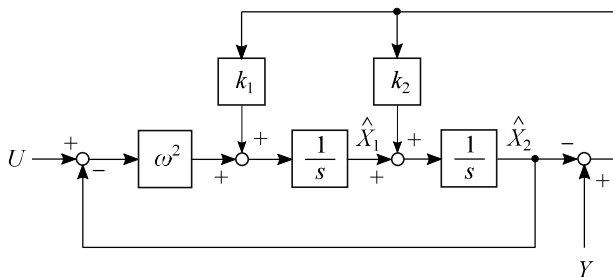 k₁ k₂
+ + + - +
U - ω² + 1/s X̂₁ + 1/s X̂₂ +
Y